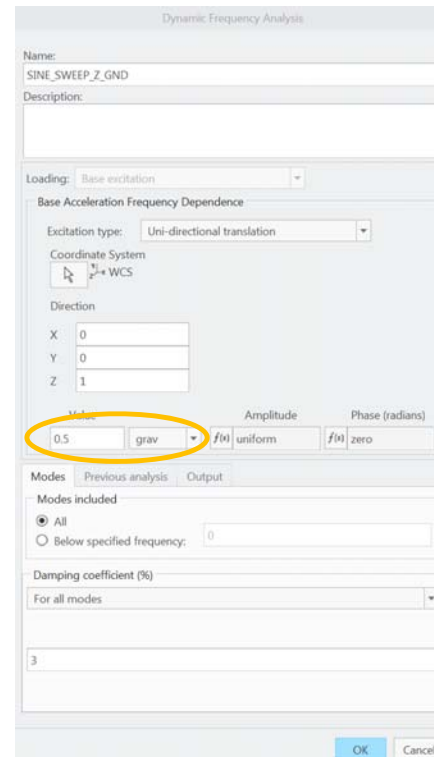 Dynamic Frequency Analysis
Name:
SINE_SWEEP_Z_GND
Description:
Loading: Base excitation
Base Acceleration Frequency Dependence
Excitation type: Uni-directional translation
Coordinate System
WCS
Direction
X 0
Y 0
Z 1
Value Amplitude Phase (radians)
0.5 grav f(x) uniform f(x) zero
Modes Previous analysis Output
Modes included
All
Below specified frequency: 0
Damping coefficient (%)
For all modes
3
OK Cancel